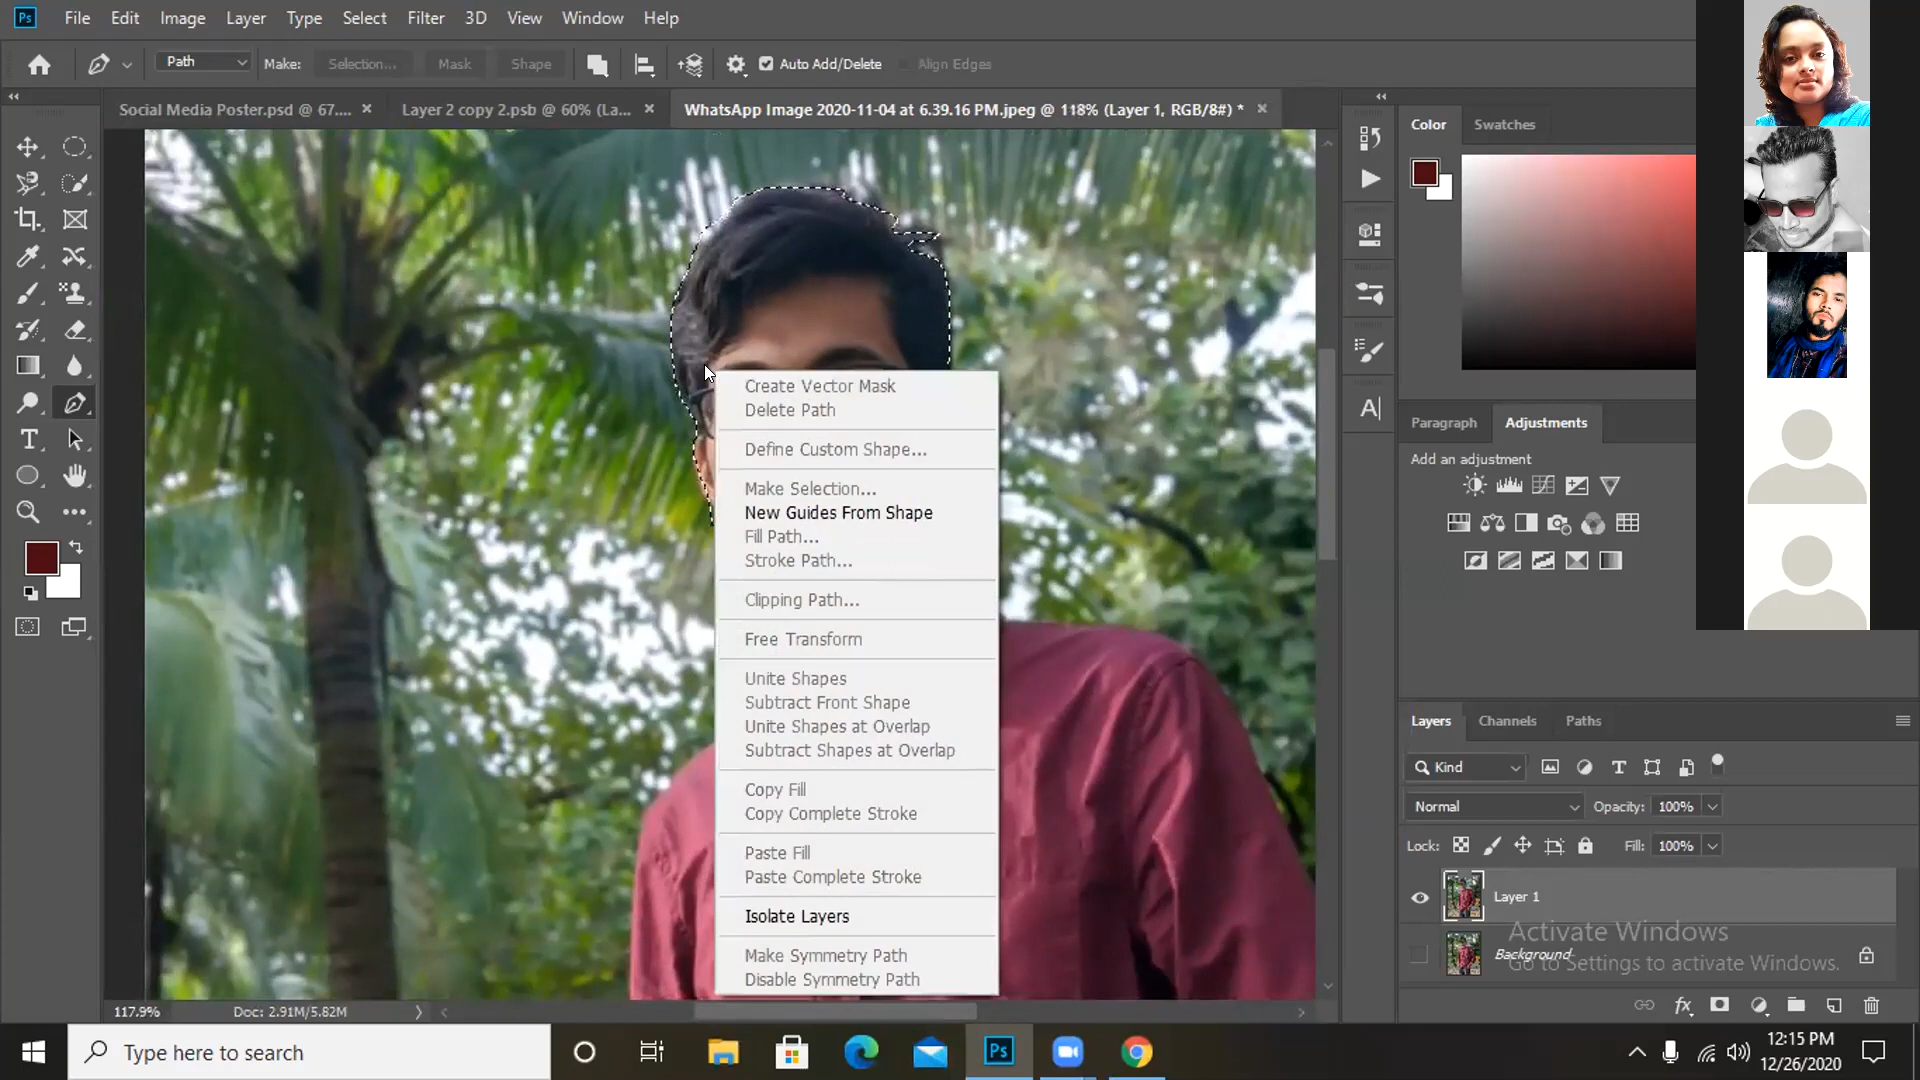 Ps File Edit Image Layer Type Select Filter 3D View Window Help
Path Make: Selection... Mask Shape Auto Add/Delete Align Edges
Social Media Poster.psd @ 67.... × Layer 2 copy 2.psb @ 60% (La... × WhatsApp Image 2020-11-04 at 6.39.16 PM.jpeg @ 118% (Layer 1, RGB/8#) * ×
Color Swatches
Create Vector Mask
Delete Path
Define Custom Shape...
Make Selection...
New Guides From Shape
Fill Path...
Stroke Path...
Clipping Path...
Free Transform
Unite Shapes
Subtract Front Shape
Unite Shapes at Overlap
Subtract Shapes at Overlap
Copy Fill
Copy Complete Stroke
Paste Fill
Paste Complete Stroke
Isolate Layers
Make Symmetry Path
Disable Symmetry Path
Paragraph Adjustments
Add an adjustment
Layers Channels Paths
Kind
Normal Opacity: 100%
Lock: Fill: 100%
Layer 1
Background
Activate Windows
Go to Settings to activate Windows.
117.9% Doc: 2.91M/5.82M
Type here to search
Ps
12:15 PM
12/26/2020